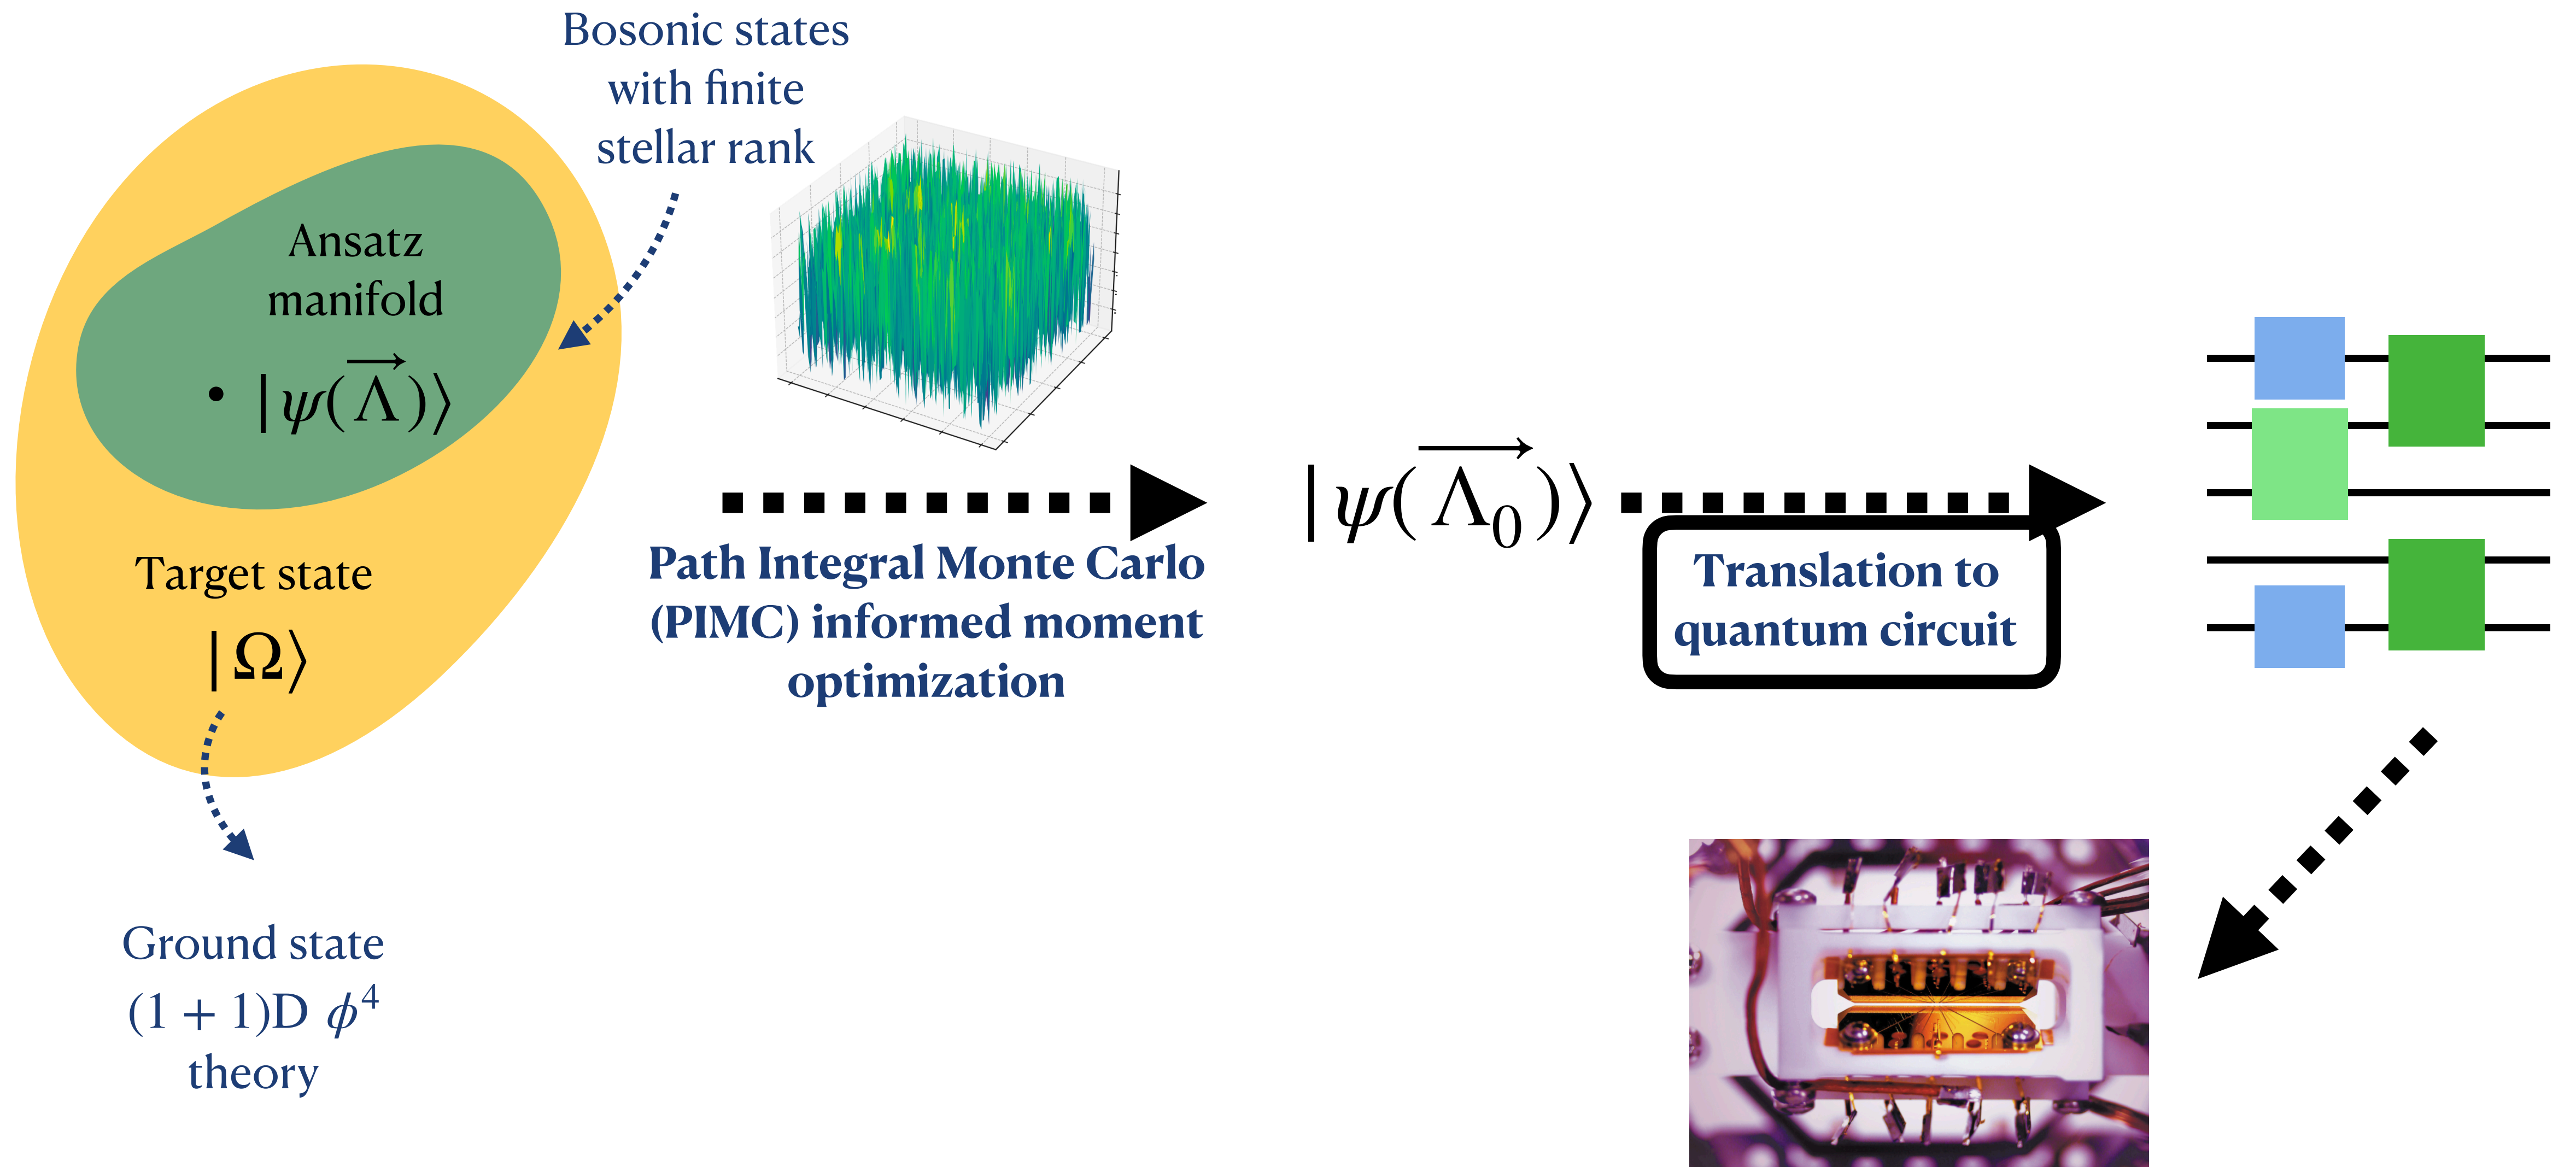 Bosonic states
with finite
stellar rank
Ansatz
manifold
• |ψ(Λ⃗)⟩
Target state
|Ω⟩
Ground state
(1 + 1)D ϕ⁴
theory
Path Integral Monte Carlo
(PIMC) informed moment
optimization
|ψ(Λ⃗₀)⟩
Translation to
quantum circuit